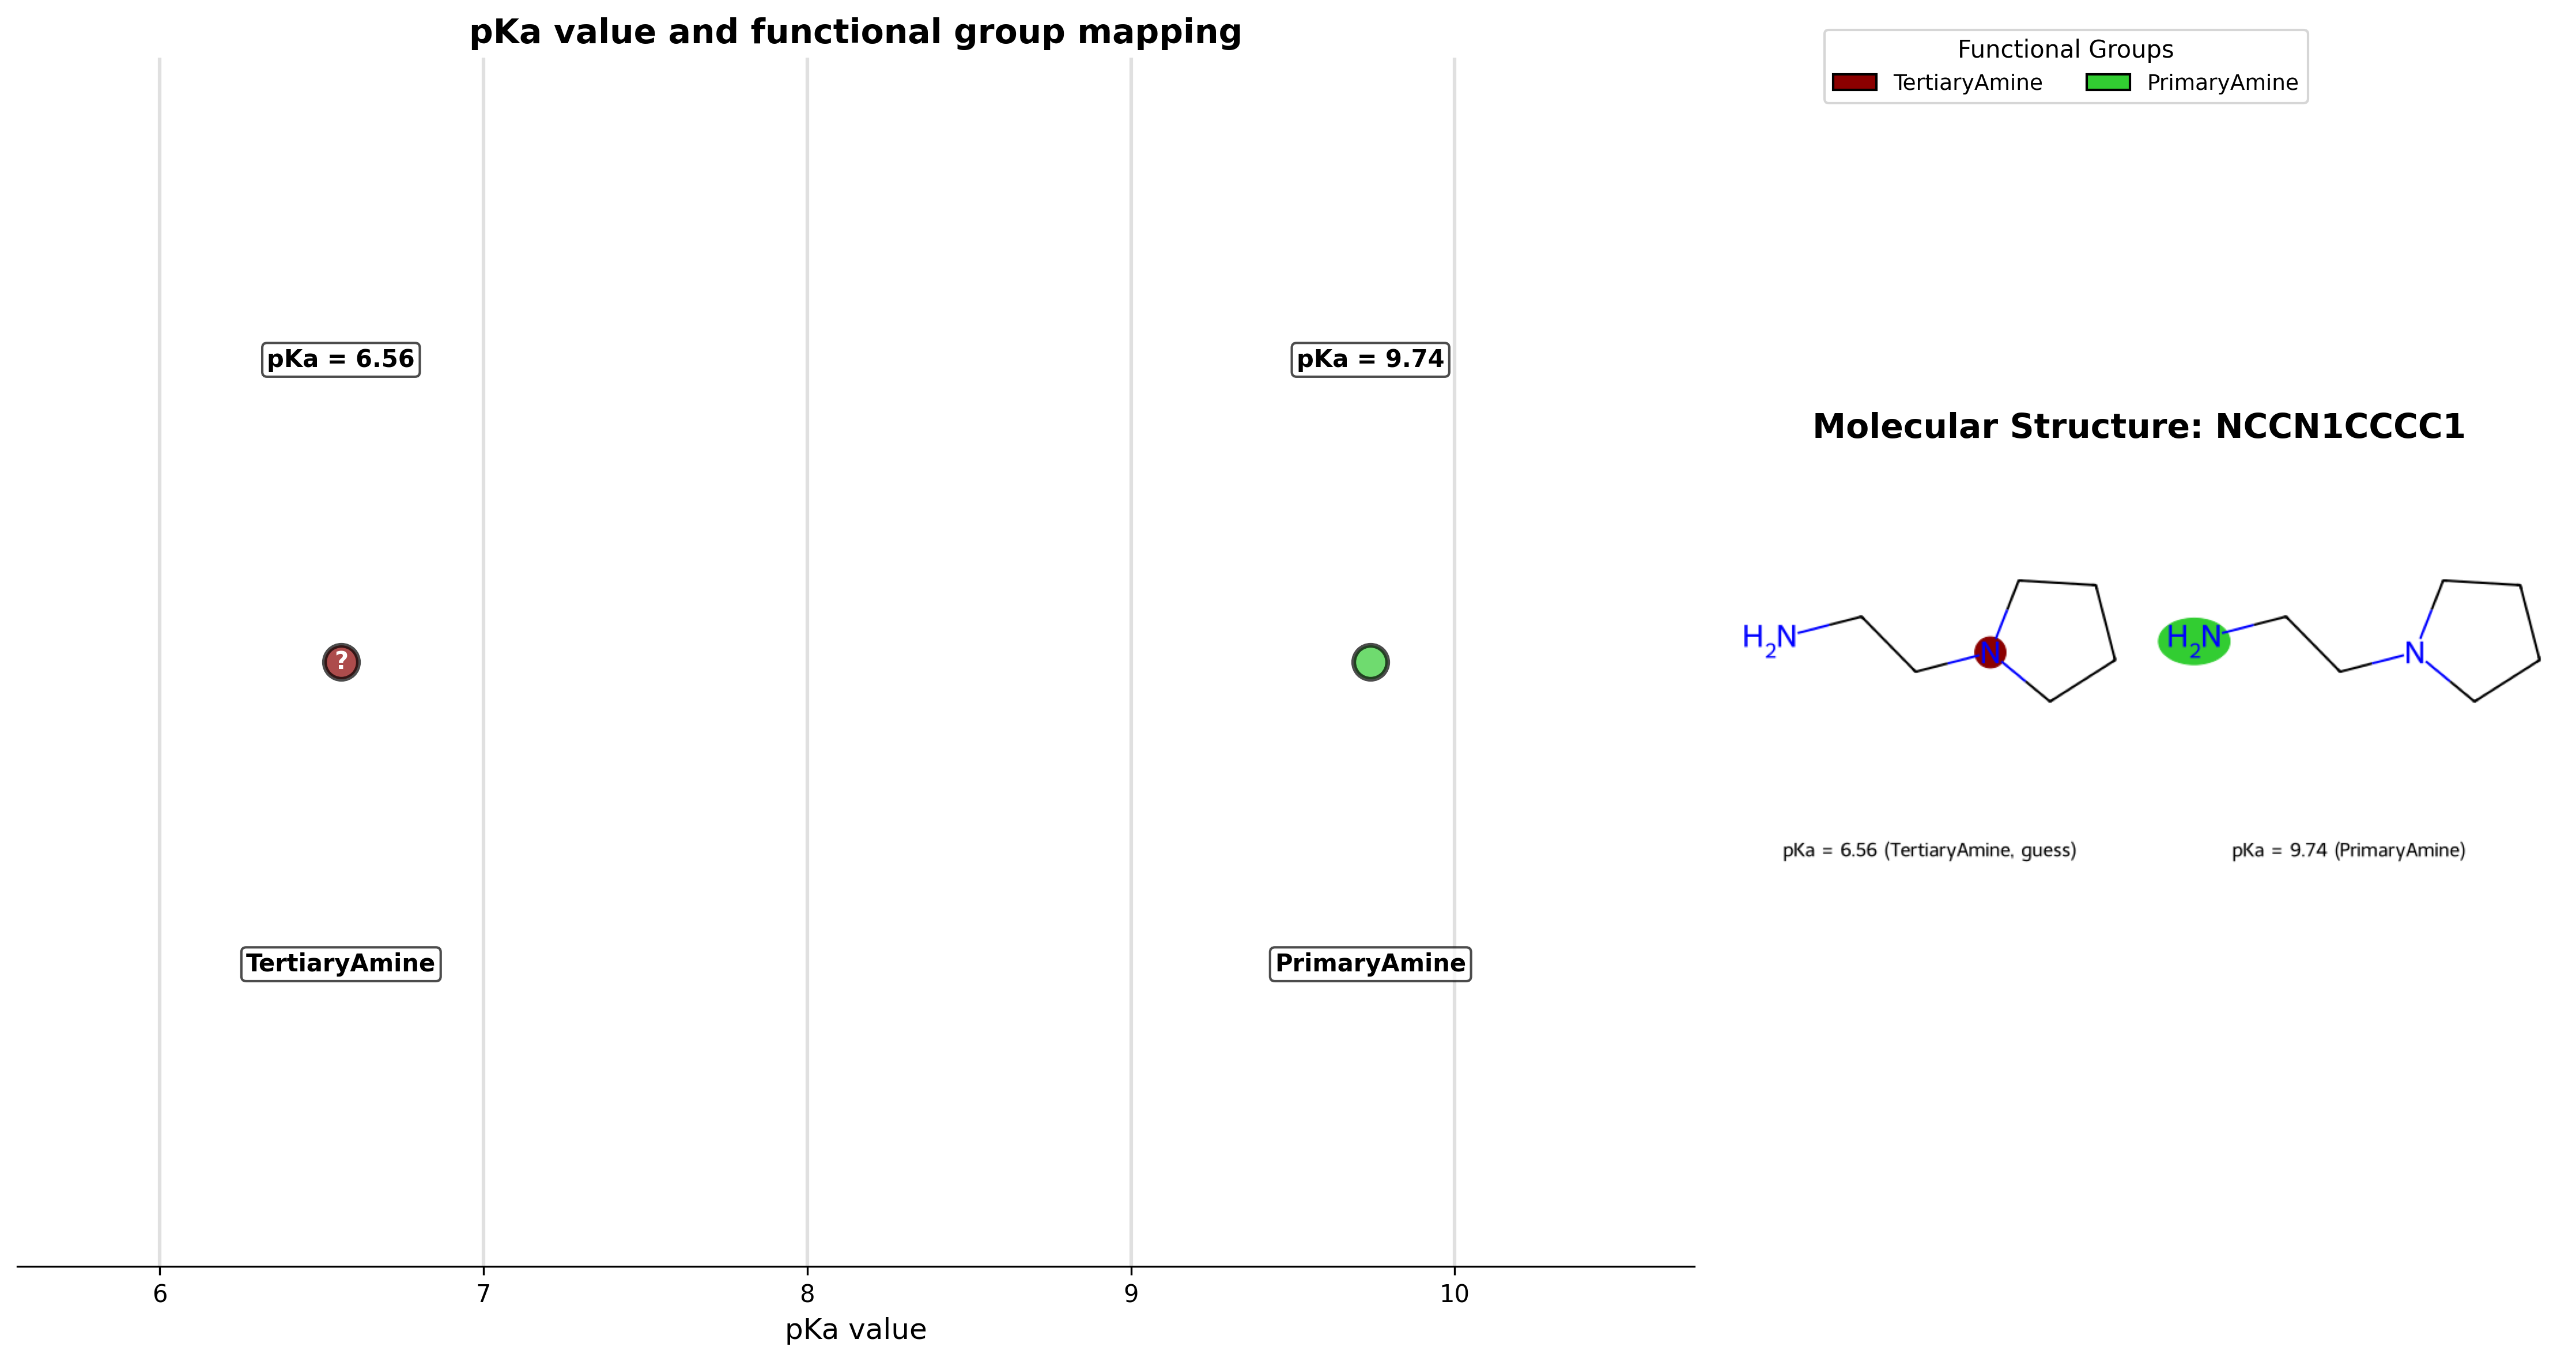 pKa value and functional group mapping
pKa = 6.56
pKa = 9.74
?
TertiaryAmine
PrimaryAmine
6
7
8
9
10
pKa value
Functional Groups
TertiaryAmine
PrimaryAmine
Molecular Structure: NCCN1CCCC1
H₂N
N
H₂N
N
pKa = 6.56 (TertiaryAmine, guess)
pKa = 9.74 (PrimaryAmine)